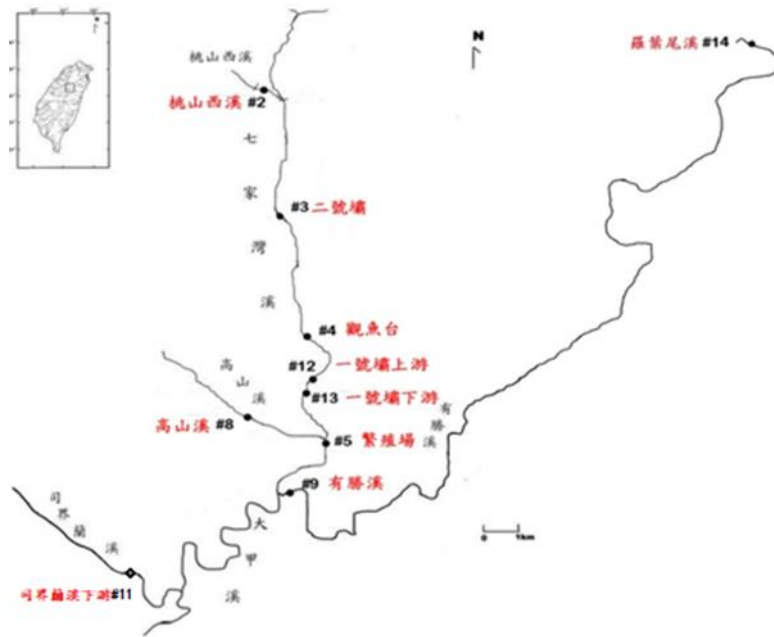 N
羅葉尾溪 #14
桃山西溪
桃山西溪 #2
七家灣溪
#3 二號壩
#4 觀魚台
#12 一號壩上游
#13 一號壩下游
高山溪
高山溪 #8
有勝溪
#5 繁殖場
#9 有勝溪
司界蘭溪
大甲溪
0 1km
司界蘭溪下游#11